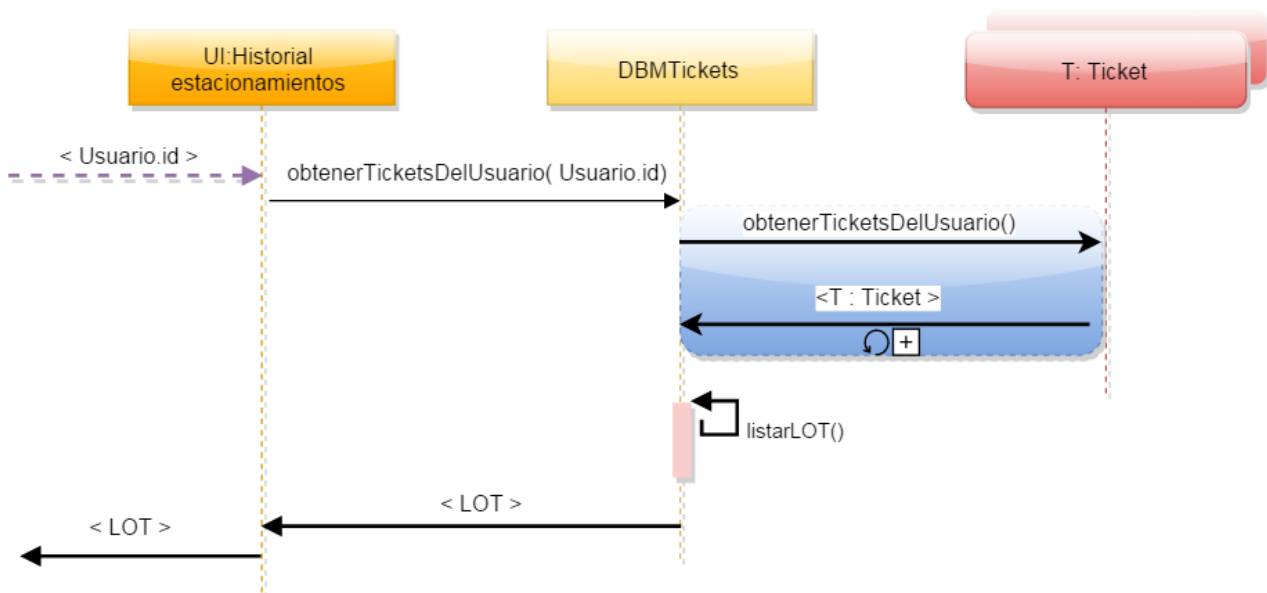 UI:Historial
estacionamientos
DBMTickets
T: Ticket
< Usuario.id >
obtenerTicketsDelUsuario( Usuario.id)
obtenerTicketsDelUsuario()
<T : Ticket >
+
listarLOT()
< LOT >
< LOT >